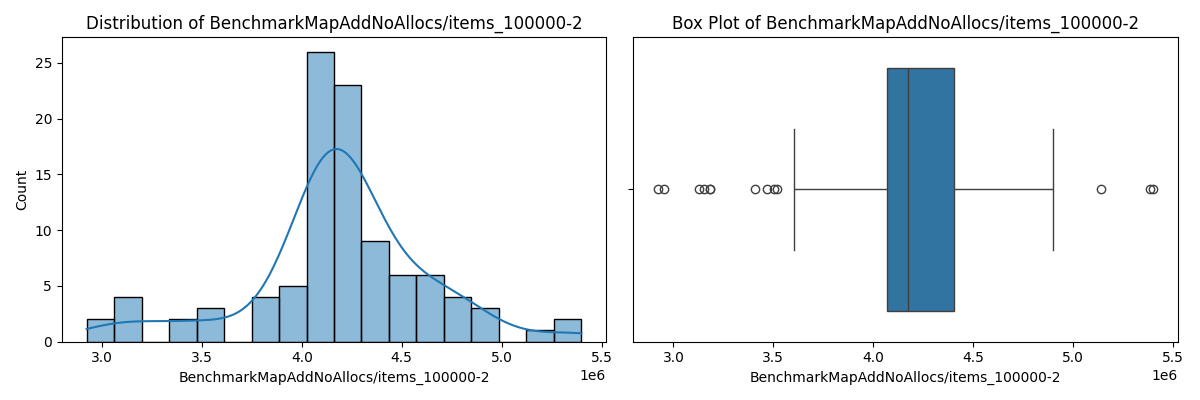 Distribution of BenchmarkMapAddNoAllocs/items_100000-2
Count
25
20
15
10
5
0
3.0 3.5 4.0 4.5 5.0 5.5
1e6
BenchmarkMapAddNoAllocs/items_100000-2
Box Plot of BenchmarkMapAddNoAllocs/items_100000-2
3.0 3.5 4.0 4.5 5.0 5.5
1e6
BenchmarkMapAddNoAllocs/items_100000-2